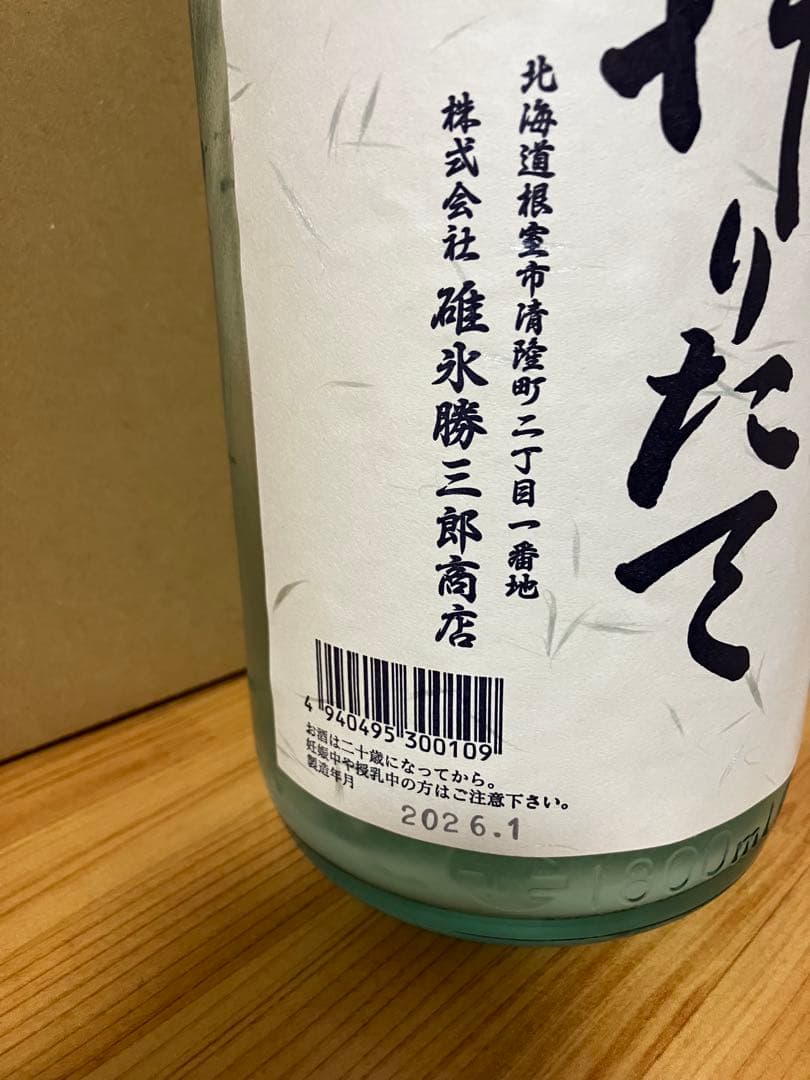 搾りたて
北海道根室市清隆町二丁目一番地
株式会社 碓氷勝三郎商店
4 940495 300109
お酒は二十歳になってから。
妊娠中や授乳中の方はご注意下さい。
製造年月
2026.1
1800ml